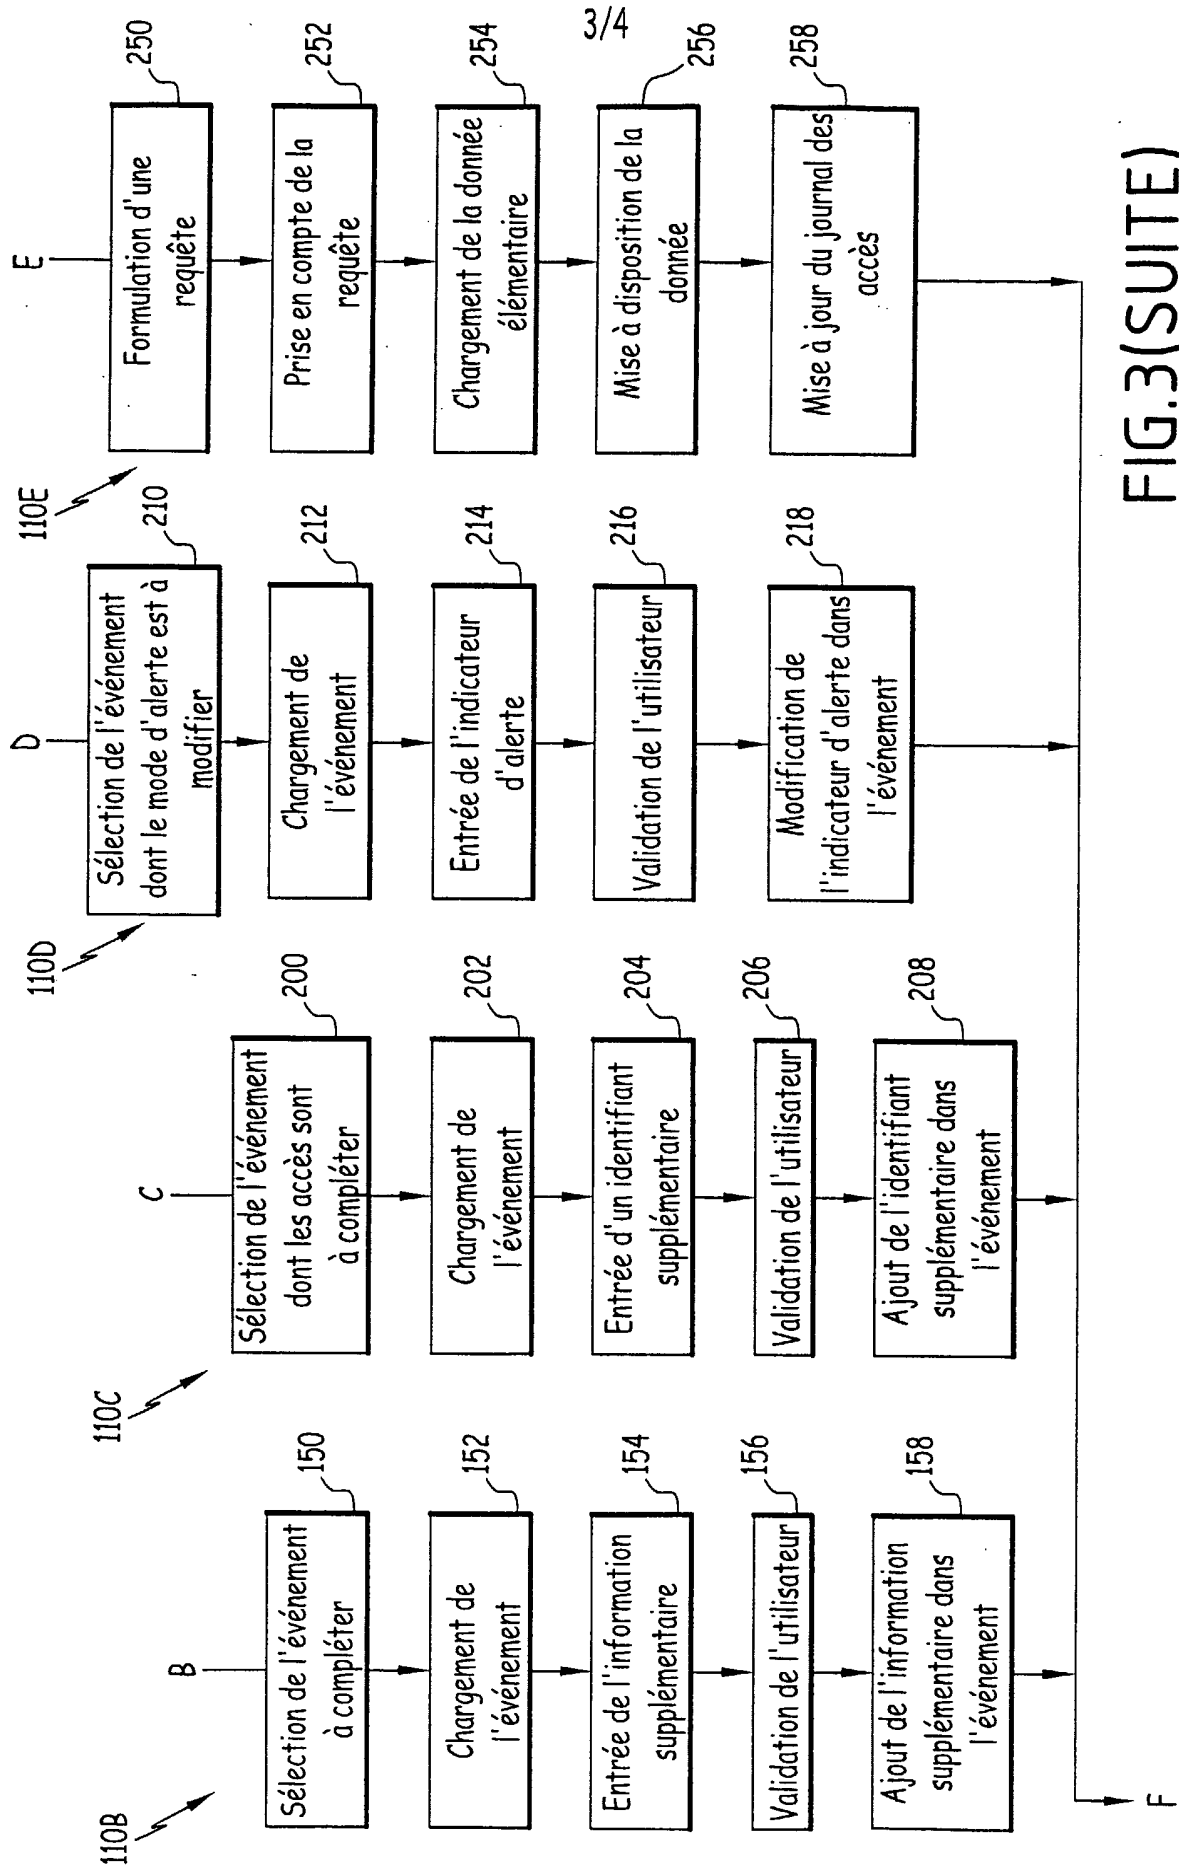 3/4
110B
B
Sélection de l'événement
à compléter
150
Chargement de
l'événement
152
Entrée de l'information
supplémentaire
154
Validation de l'utilisateur
156
Ajout de l'information
supplémentaire dans
l'événement
158
110C
C
Sélection de l'événement
dont les accès sont
à compléter
200
Chargement de
l'événement
202
Entrée d'un identifiant
supplémentaire
204
Validation de l'utilisateur
206
Ajout de l'identifiant
supplémentaire dans
l'événement
208
110D
D
Sélection de l'événement
dont le mode d'alerte est à
modifier
210
Chargement de
l'événement
212
Entrée de l'indicateur
d'alerte
214
Validation de l'utilisateur
216
Modification de
l'indicateur d'alerte dans
l'événement
218
110E
E
Formulation d'une
requête
250
Prise en compte de la
requête
252
Chargement de la donnée
élémentaire
254
Mise à disposition de la
donnée
256
Mise à jour du journal des
accès
258
F
FIG.3(SUITE)